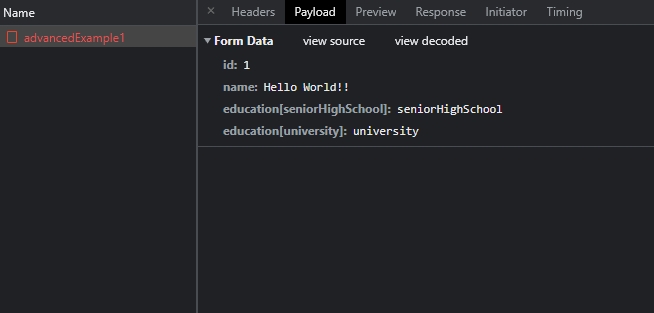 Name
advancedExample1
× Headers Payload Preview Response Initiator Timing
Form Data view source view decoded
id: 1
name: Hello World!!
education[seniorHighSchool]: seniorHighSchool
education[university]: university